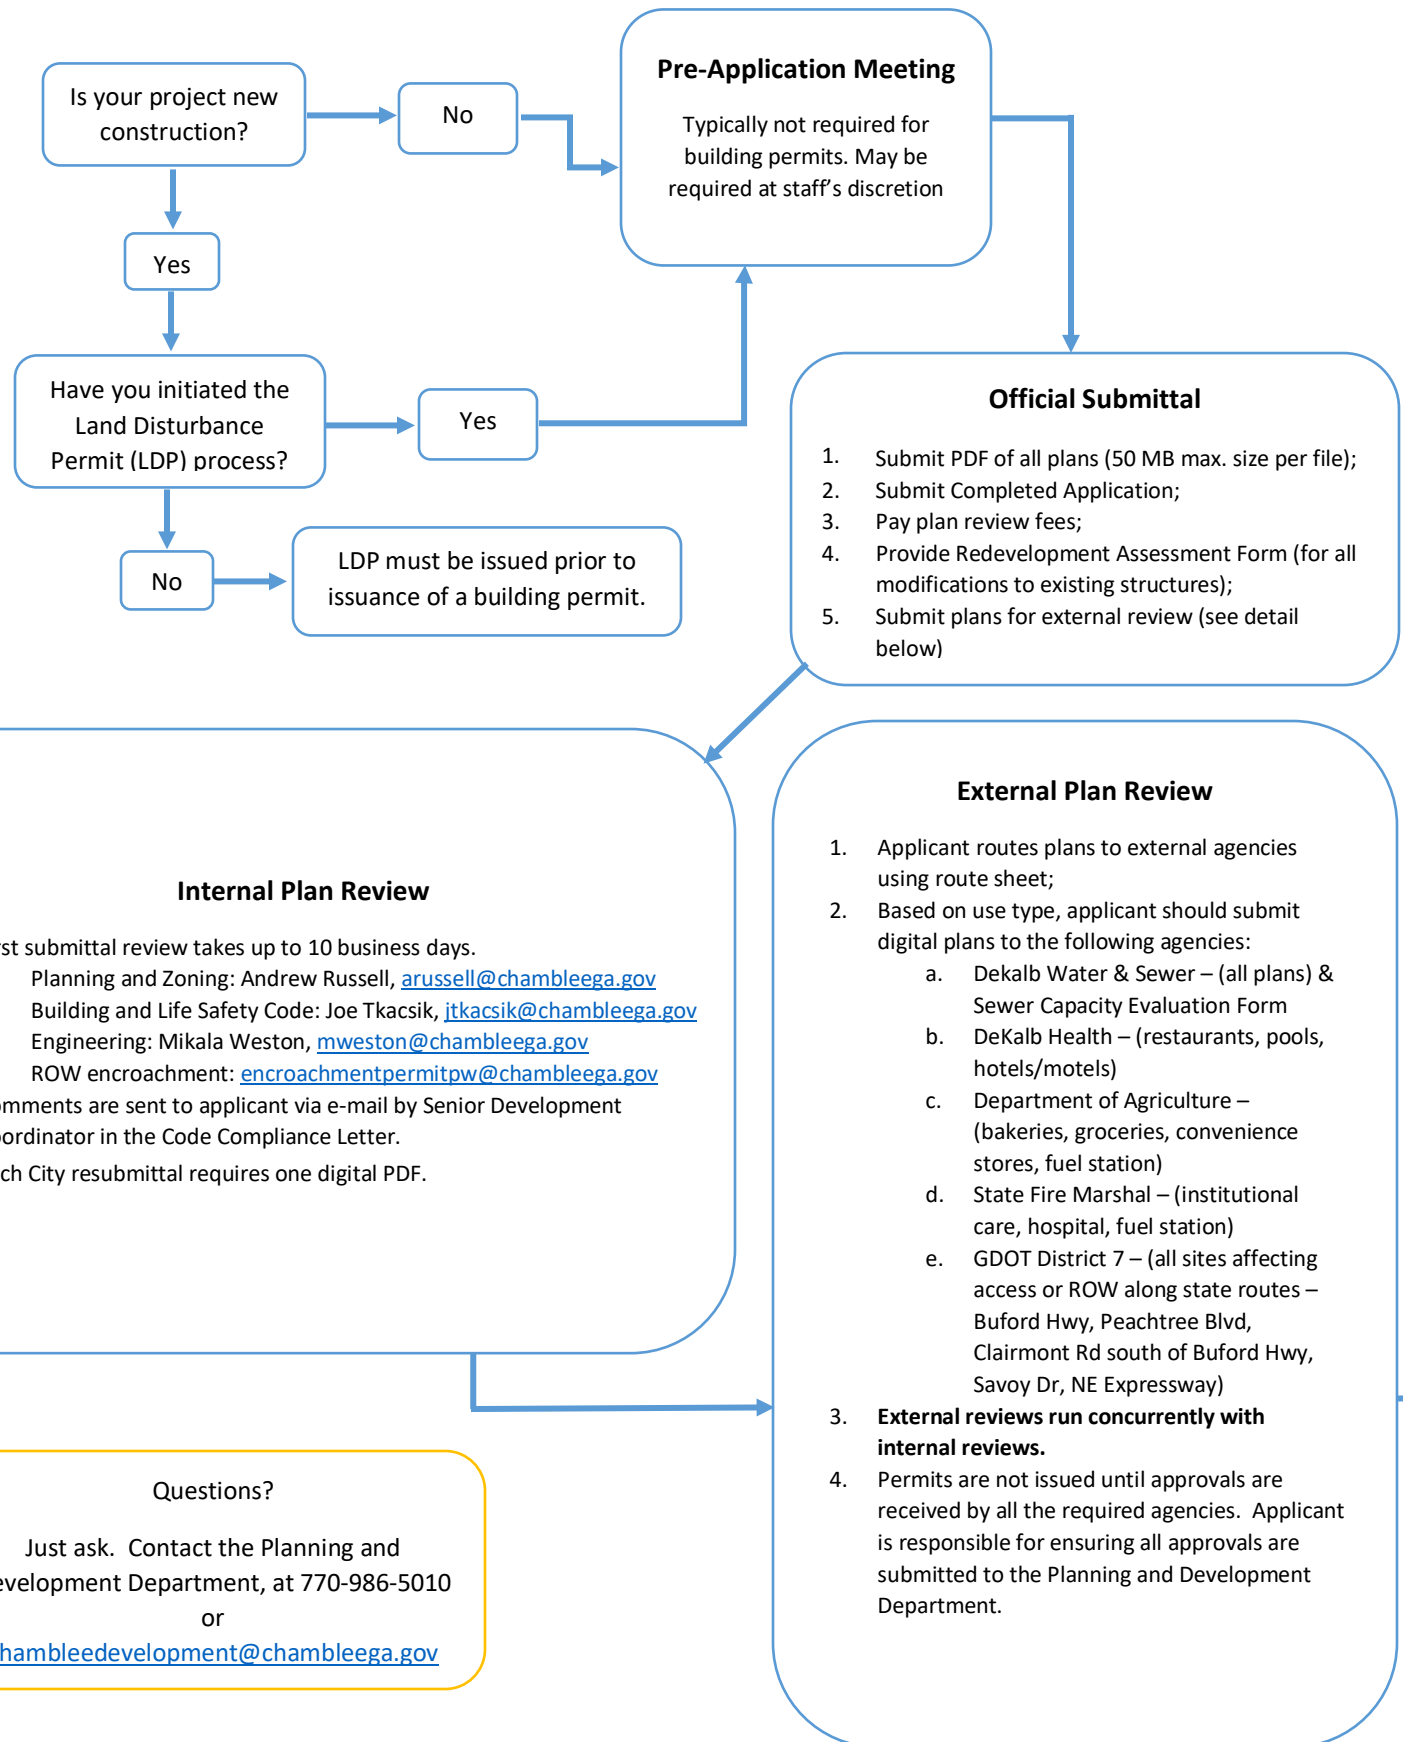 Is your project new
construction?
No
Pre-Application Meeting
Typically not required for
building permits. May be
required at staff’s discretion
Yes
Have you initiated the
Land Disturbance
Permit (LDP) process?
Yes
No
LDP must be issued prior to
issuance of a building permit.
Official Submittal
1. Submit PDF of all plans (50 MB max. size per file);
2. Submit Completed Application;
3. Pay plan review fees;
4. Provide Redevelopment Assessment Form (for all
modifications to existing structures);
5. Submit plans for external review (see detail
below)
Internal Plan Review
rst submittal review takes up to 10 business days.
Planning and Zoning: Andrew Russell, arussell@chambleega.gov
Building and Life Safety Code: Joe Tkacsik, jtkacsik@chambleega.gov
Engineering: Mikala Weston, mweston@chambleega.gov
ROW encroachment: encroachmentpermitpw@chambleega.gov
omments are sent to applicant via e-mail by Senior Development
oordinator in the Code Compliance Letter.
ch City resubmittal requires one digital PDF.
External Plan Review
1. Applicant routes plans to external agencies
using route sheet;
2. Based on use type, applicant should submit
digital plans to the following agencies:
a. Dekalb Water & Sewer – (all plans) &
Sewer Capacity Evaluation Form
b. DeKalb Health – (restaurants, pools,
hotels/motels)
c. Department of Agriculture –
(bakeries, groceries, convenience
stores, fuel station)
d. State Fire Marshal – (institutional
care, hospital, fuel station)
e. GDOT District 7 – (all sites affecting
access or ROW along state routes –
Buford Hwy, Peachtree Blvd,
Clairmont Rd south of Buford Hwy,
Savoy Dr, NE Expressway)
3. External reviews run concurrently with
internal reviews.
4. Permits are not issued until approvals are
received by all the required agencies.  Applicant
is responsible for ensuring all approvals are
submitted to the Planning and Development
Department.
Questions?
Just ask.  Contact the Planning and
evelopment Department, at 770-986-5010
or
hambleedevelopment@chambleega.gov